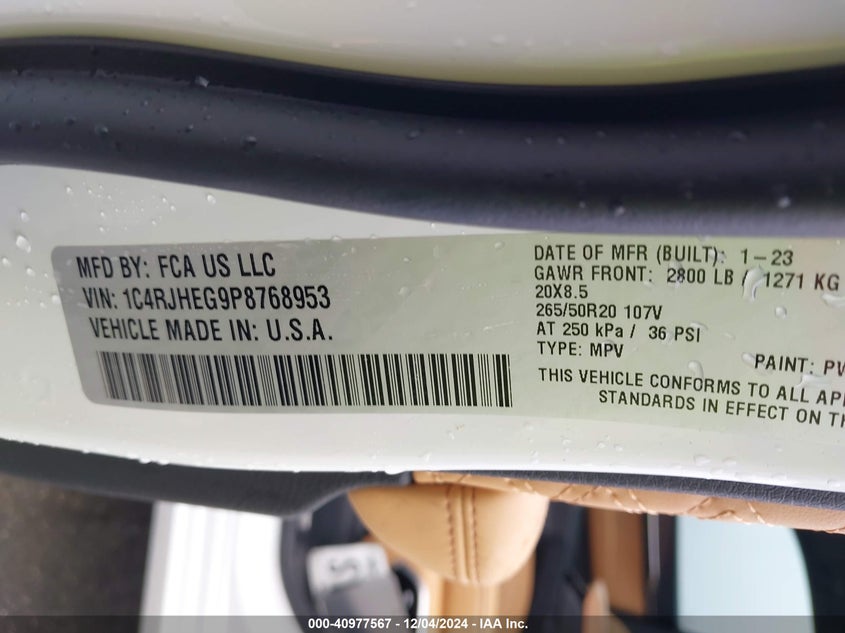 MFD BY: FCA US LLC
VIN: 1C4RJHEG9P8768953
VEHICLE MADE IN: U.S.A.
DATE OF MFR (BUILT): 1-23
GAWR FRONT: 2800 LB / 1271 KG
20X8.5
265/50R20 107V
AT 250 kPa / 36 PSI
TYPE: MPV
PAINT: PW
THIS VEHICLE CONFORMS TO ALL
STANDARDS IN EFFECT ON
000-40977567 - 12/04/2024 - IAA Inc.